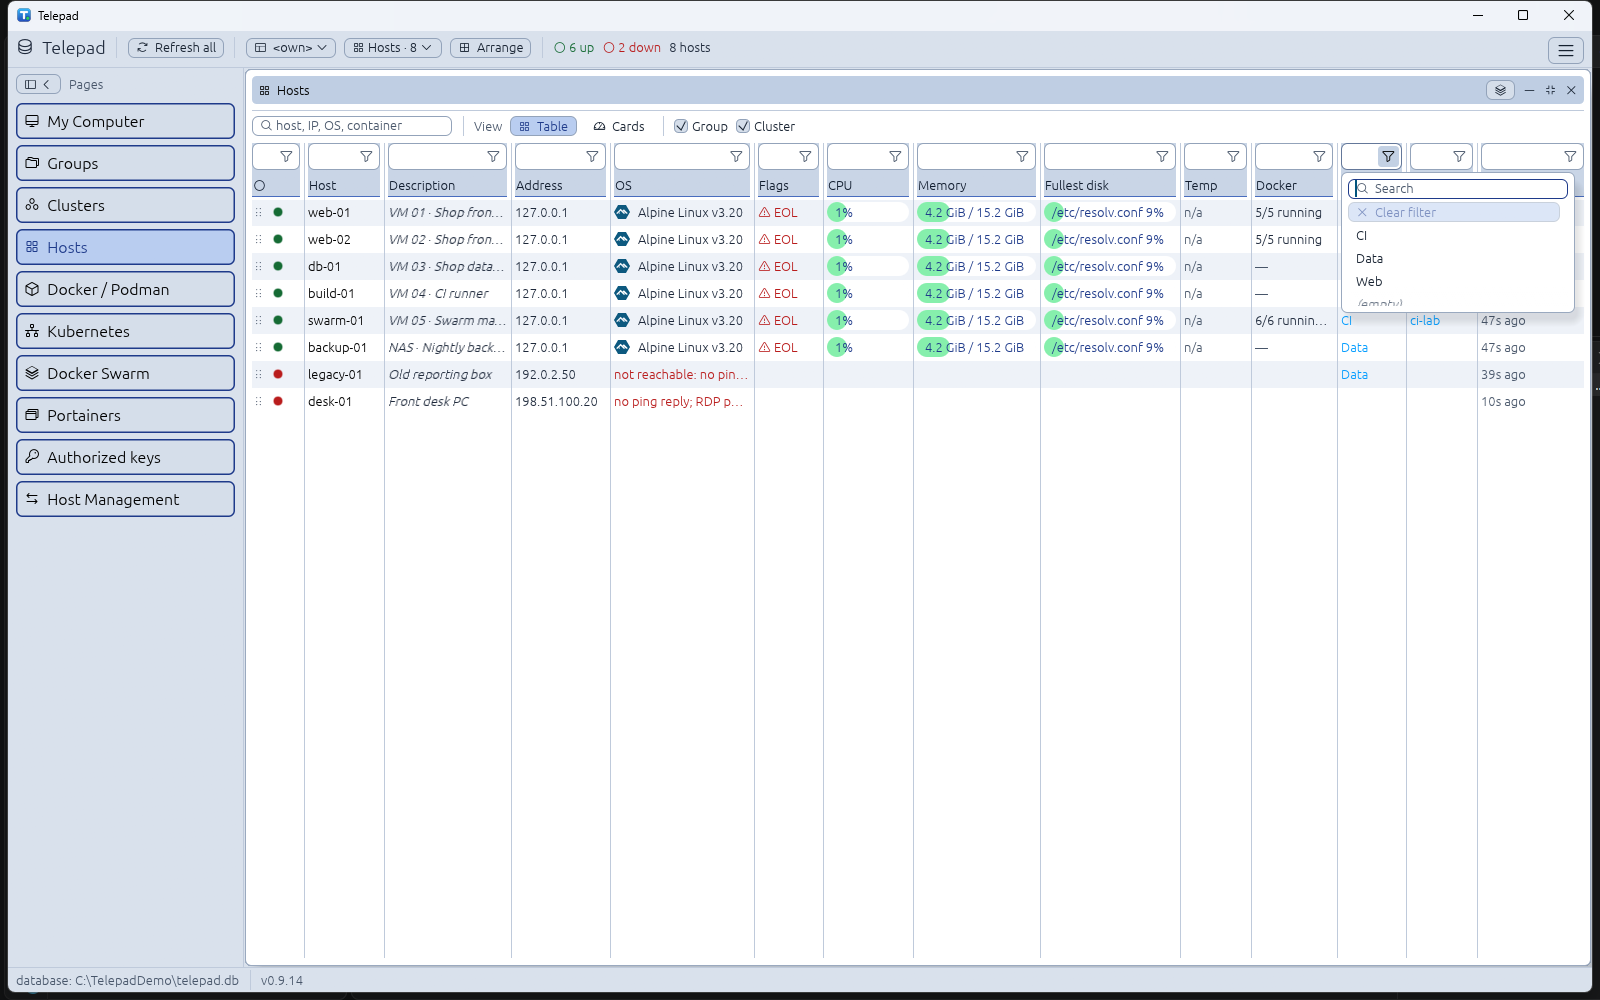 Telepad
Telepad
Refresh all
<own>
Hosts · 8
Arrange
6 up
2 down
8 hosts
Pages
My Computer
Groups
Clusters
Hosts
Docker / Podman
Kubernetes
Docker Swarm
Portainers
Authorized keys
Host Management
Hosts
host, IP, OS, container
View
Table
Cards
Group
Cluster
Host Description Address OS Flags CPU Memory Fullest disk Temp Docker
web-01 VM 01 · Shop fron... 127.0.0.1 Alpine Linux v3.20 EOL 1% 4.2 GiB / 15.2 GiB /etc/resolv.conf 9% n/a 5/5 running
web-02 VM 02 · Shop fron... 127.0.0.1 Alpine Linux v3.20 EOL 1% 4.2 GiB / 15.2 GiB /etc/resolv.conf 9% n/a 5/5 running
db-01 VM 03 · Shop data... 127.0.0.1 Alpine Linux v3.20 EOL 1% 4.2 GiB / 15.2 GiB /etc/resolv.conf 9% n/a —
build-01 VM 04 · CI runner 127.0.0.1 Alpine Linux v3.20 EOL 1% 4.2 GiB / 15.2 GiB /etc/resolv.conf 9% n/a —
swarm-01 VM 05 · Swarm ma... 127.0.0.1 Alpine Linux v3.20 EOL 1% 4.2 GiB / 15.2 GiB /etc/resolv.conf 9% n/a 6/6 runnin... CI ci-lab 47s ago
backup-01 NAS · Nightly back... 127.0.0.1 Alpine Linux v3.20 EOL 1% 4.2 GiB / 15.2 GiB /etc/resolv.conf 9% n/a — Data 47s ago
legacy-01 Old reporting box 192.0.2.50 not reachable: no pin... Data 39s ago
desk-01 Front desk PC 198.51.100.20 no ping reply; RDP p... 10s ago
Search
Clear filter
CI
Data
Web
(empty)
database: C:\TelepadDemo\telepad.db
v0.9.14